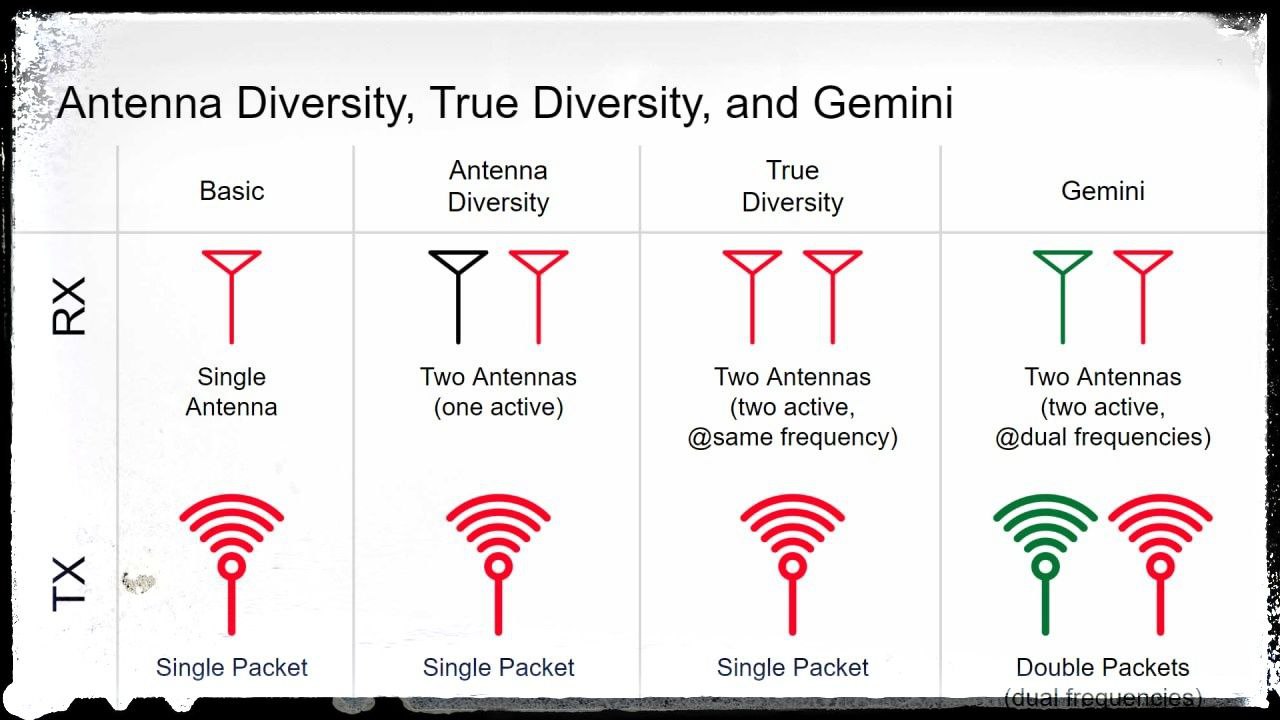 Antenna Diversity, True Diversity, and Gemini
Basic
Antenna
Diversity
True
Diversity
Gemini
RX
Single
Antenna
Two Antennas
(one active)
Two Antennas
(two active,
@same frequency)
Two Antennas
(two active,
@dual frequencies)
TX
Single Packet
Single Packet
Single Packet
Double Packets
(dual frequencies)